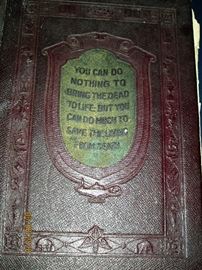 YOU CAN DO
NOTHING TO
BRING THE DEAD
TO LIFE; BUT YOU
CAN DO MUCH TO
SAVE THE LIVING
FROM DEATH.